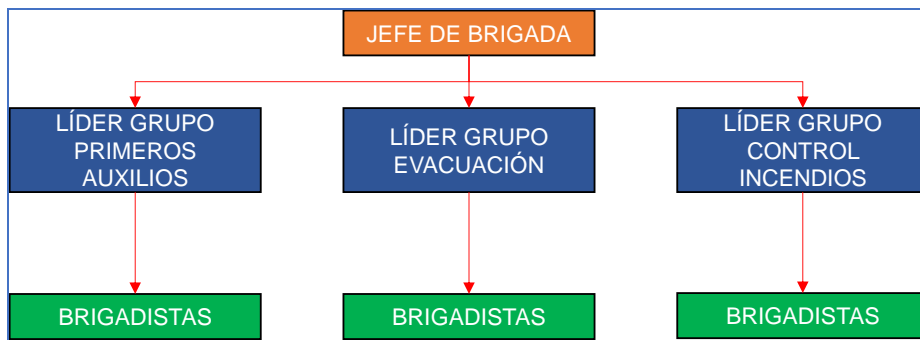 JEFE DE BRIGADA
LÍDER GRUPO
PRIMEROS
AUXILIOS
LÍDER GRUPO
EVACUACIÓN
LÍDER GRUPO
CONTROL
INCENDIOS
BRIGADISTAS
BRIGADISTAS
BRIGADISTAS